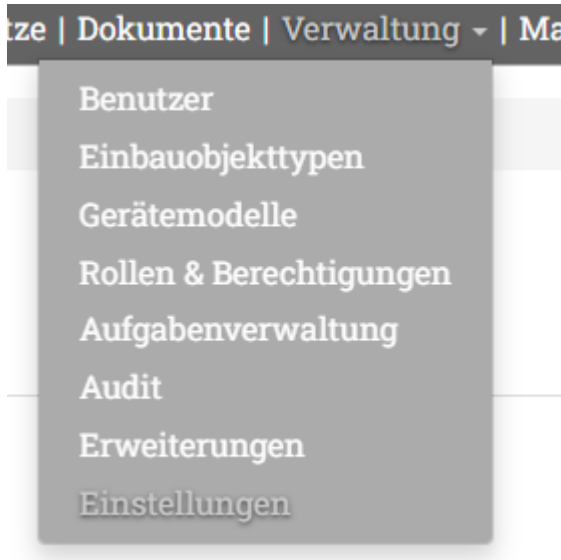 tze | Dokumente | Verwaltung | Ma
Benutzer
Einbauobjekttypen
Gerätemodelle
Rollen & Berechtigungen
Aufgabenverwaltung
Audit
Erweiterungen
Einstellungen